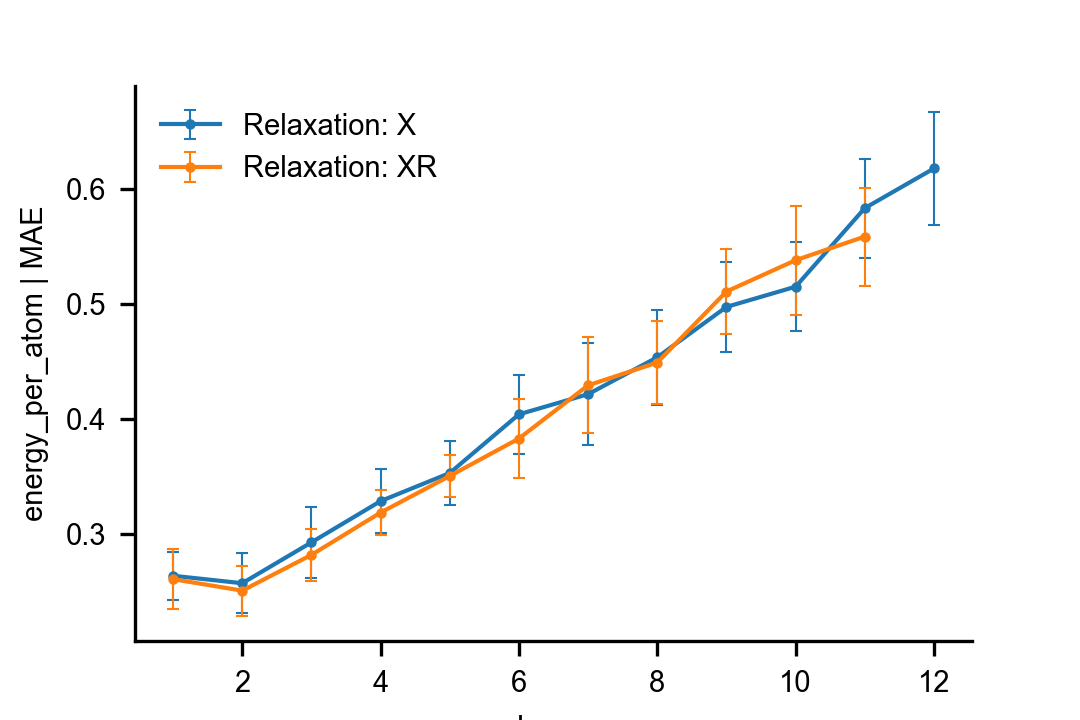 Relaxation: X
Relaxation: XR
energy_per_atom | MAE
0.6
0.5
0.4
0.3
2 4 6 8 10 12